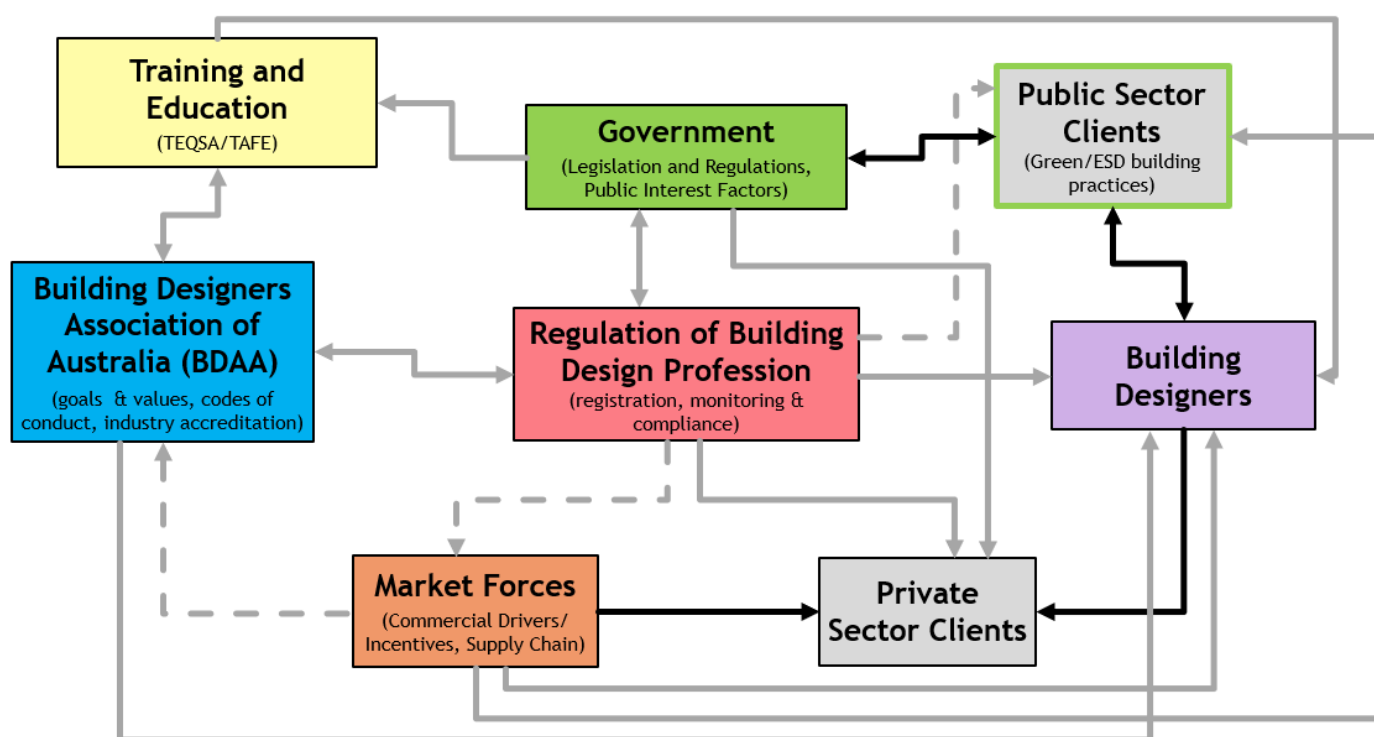 Training and
Education
(TEQSA/TAFE)
Government
(Legislation and Regulations,
Public Interest Factors)
Public Sector
Clients
(Green/ESD building
practices)
Building Designers
Association of
Australia (BDAA)
(goals & values, codes of
conduct, industry accreditation)
Regulation of Building
Design Profession
(registration, monitoring &
compliance)
Building
Designers
Market Forces
(Commercial Drivers/
Incentives, Supply Chain)
Private
Sector Clients